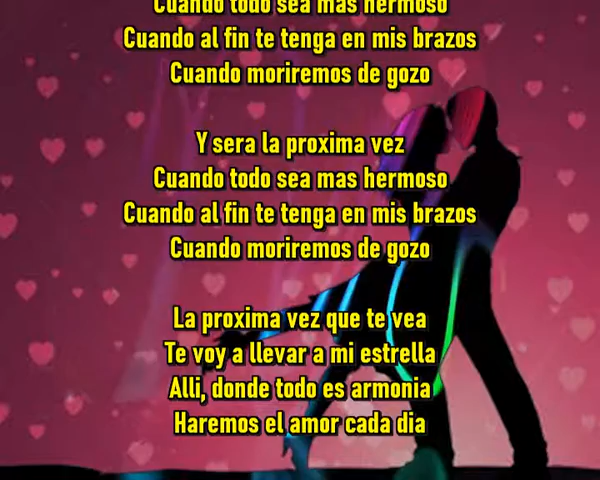 Cuando todo sea mas hermoso
Cuando al fin te tenga en mis brazos
Cuando moriremos de gozo
Y sera la proxima vez
Cuando todo sea mas hermoso
Cuando al fin te tenga en mis brazos
Cuando moriremos de gozo
La proxima vez que te vea
Te voy a llevar a mi estrella
Alli, donde todo es armonia
Haremos el amor cada dia